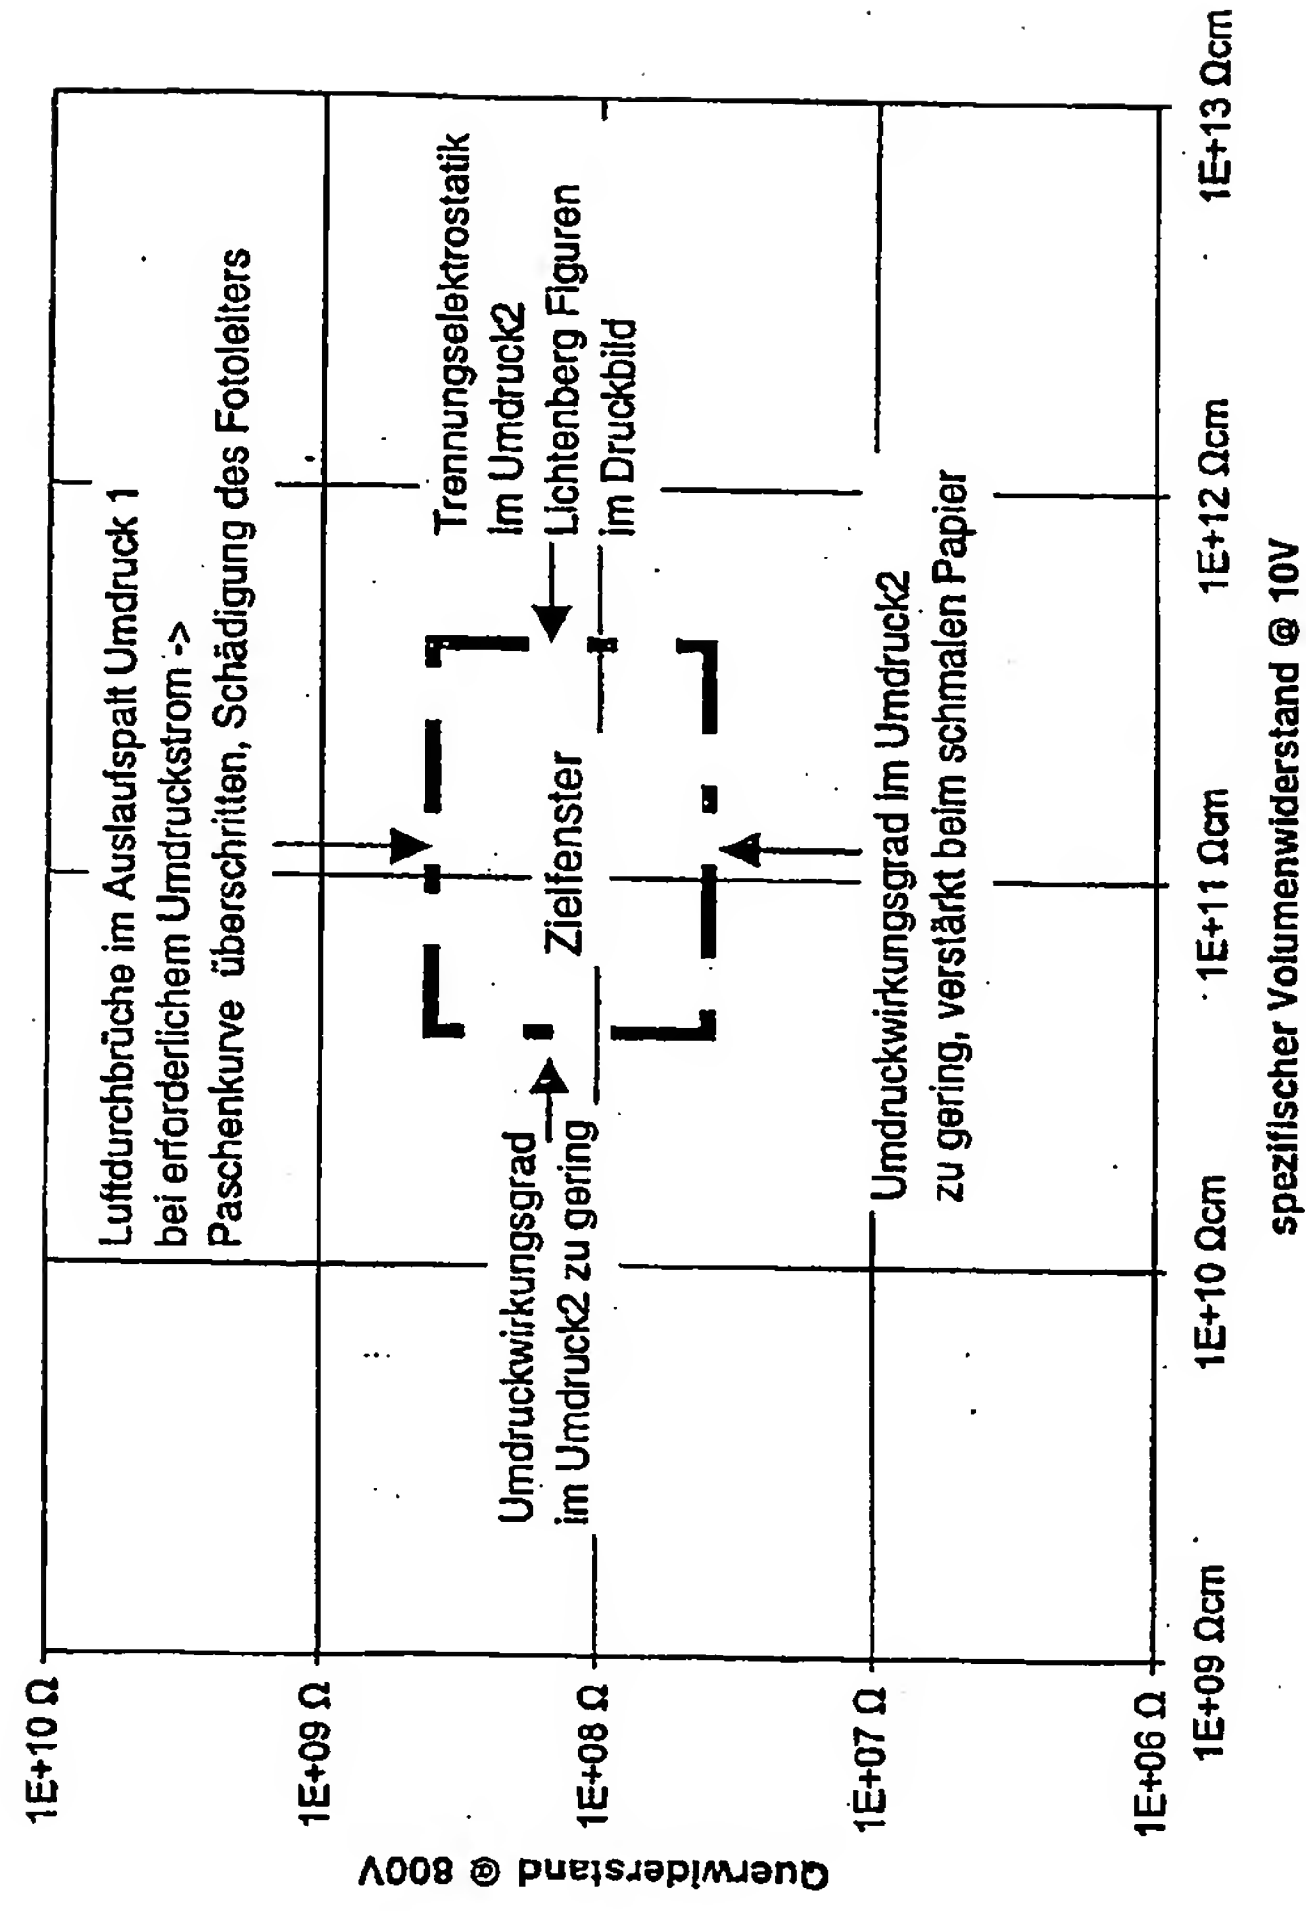 Querwiderstand @ 800V
1E+10 Ω
1E+09 Ω
1E+08 Ω
1E+07 Ω
1E+06 Ω
Luftdurchbrüche im Auslaufspalt Umdruck 1
bei erforderlichem Umdruckstrom ->
Paschenkurve überschritten, Schädigung des Fotoleiters
Trennungselektrostatik
im Umdruck2
Lichtenberg Figuren
im Druckbild
Umdruckwirkungsgrad
im Umdruck2 zu gering
Zielfenster
Umdruckwirkungsgrad im Umdruck2
zu gering, verstärkt beim schmalen Papier
1E+09 Ωcm
1E+10 Ωcm
1E+11 Ωcm
1E+12 Ωcm
1E+13 Ωcm
spezifischer Volumenwiderstand @ 10V